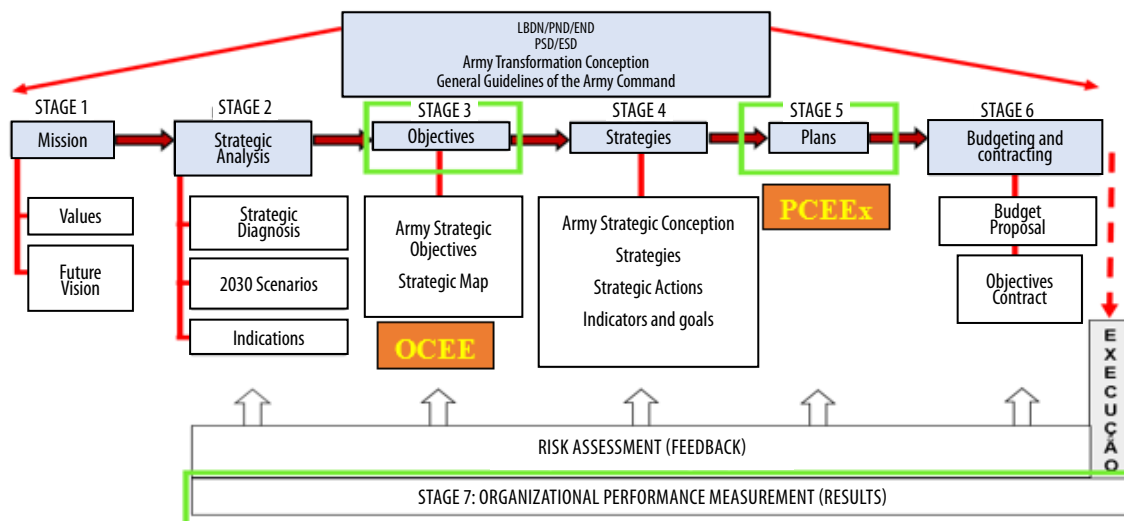 LBDN/PND/END
PSD/ESD
Army Transformation Conception
General Guidelines of the Army Command
STAGE 1
Mission
Values
Future
Vision
STAGE 2
Strategic
Analysis
Strategic
Diagnosis
2030 Scenarios
Indications
STAGE 3
Objectives
Army Strategic
Objectives
Strategic Map
OCEE
STAGE 4
Strategies
Army Strategic Conception
Strategies
Strategic Actions
Indicators and goals
STAGE 5
Plans
PCEEx
STAGE 6
Budgeting and
contracting
Budget
Proposal
Objectives
Contract
EXECUÇÃO
RISK ASSESSMENT (FEEDBACK)
STAGE 7: ORGANIZATIONAL PERFORMANCE MEASUREMENT (RESULTS)